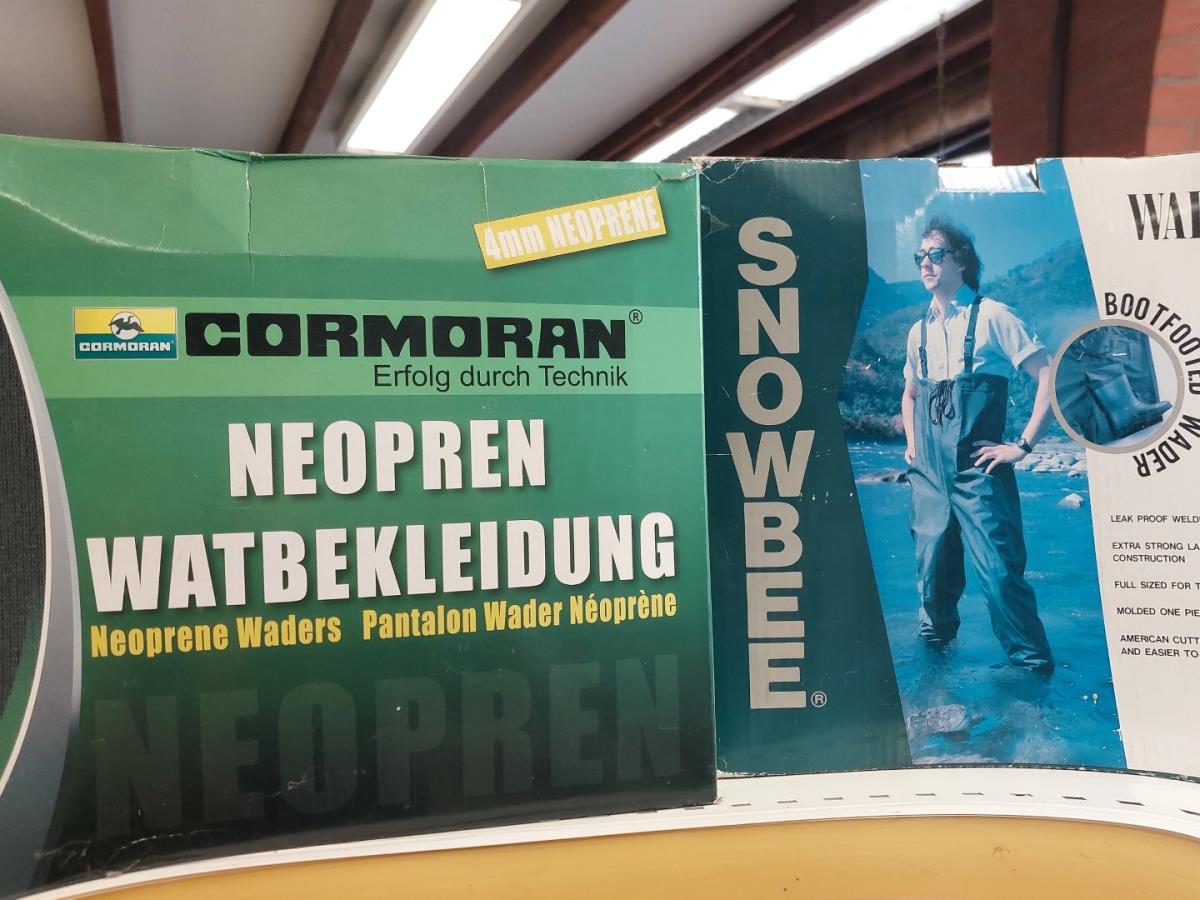 4mm NEOPRENE
CORMORAN
CORMORAN®
Erfolg durch Technik
NEOPREN
WATBEKLEIDUNG
Neoprene Waders Pantalon Wader Néoprène
NEOPREN
SNOWBEE®
BOOTFOOTED WADER
LEAK PROOF
EXTRA STRONG
CONSTRUCTION
FULL SIZED FOR
MOLDED ONE
AMERICAN
AND EASIER TO